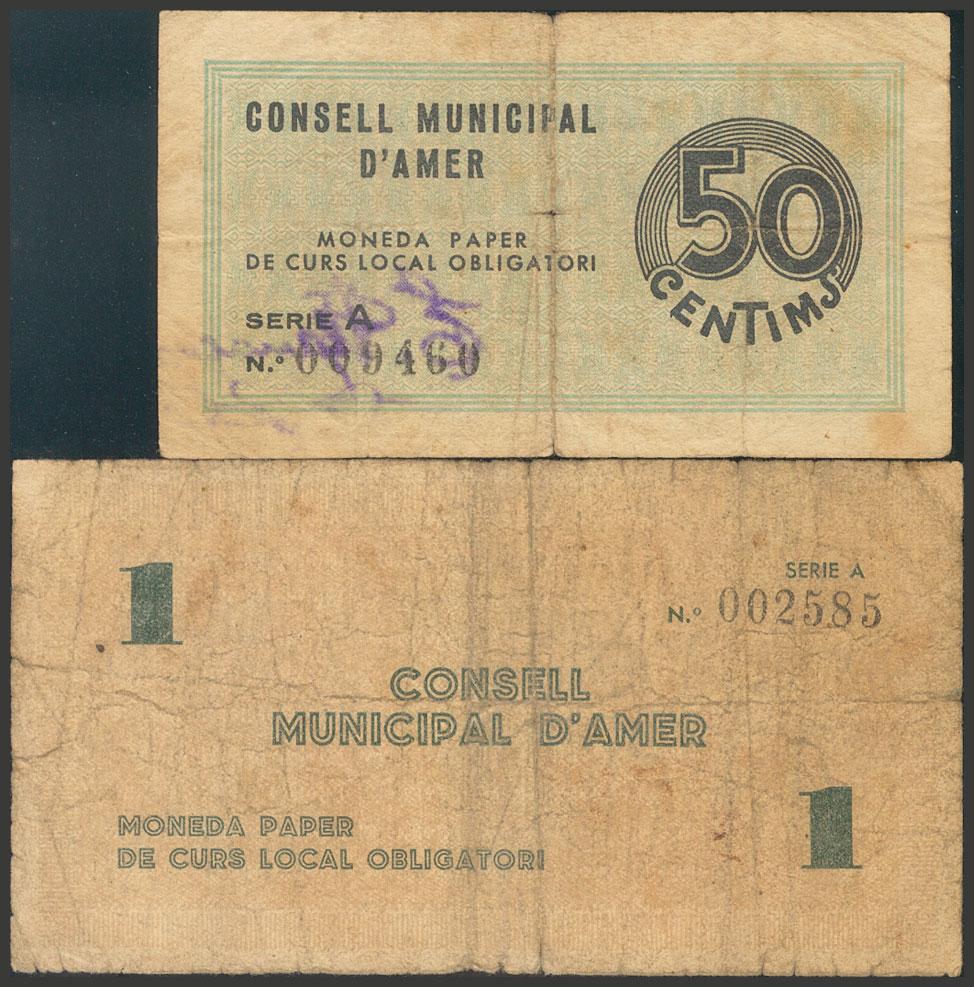 CONSELL MUNICIPAL
D'AMER
MONEDA PAPER
DE CURS LOCAL OBLIGATORI
SERIE A
N.º 009460
50
CENTIMS
1
SERIE A
N.º 002585
CONSELL
MUNICIPAL D'AMER
MONEDA PAPER
DE CURS LOCAL OBLIGATORI
1